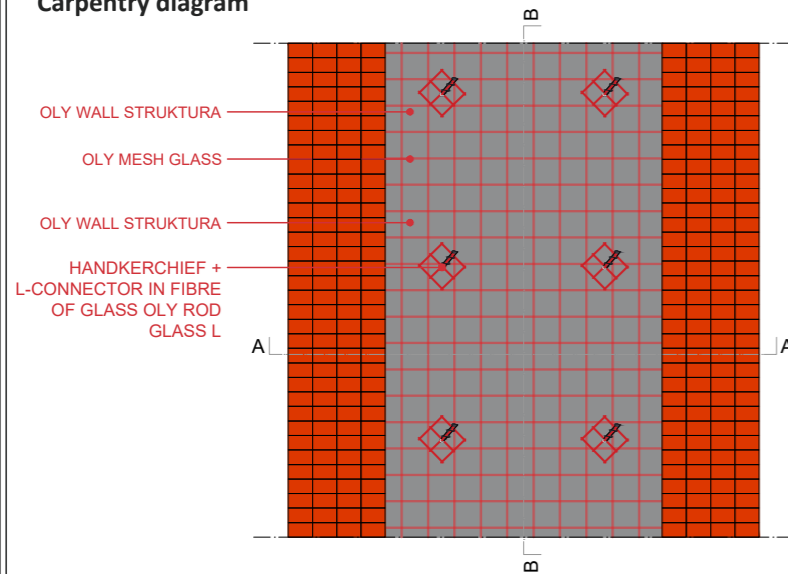 Carpentry diagram
B
OLY WALL STRUKTURA
OLY MESH GLASS
OLY WALL STRUKTURA
HANDKERCHIEF +
L-CONNECTOR IN FIBRE
OF GLASS OLY ROD
GLASS L
A
A
B